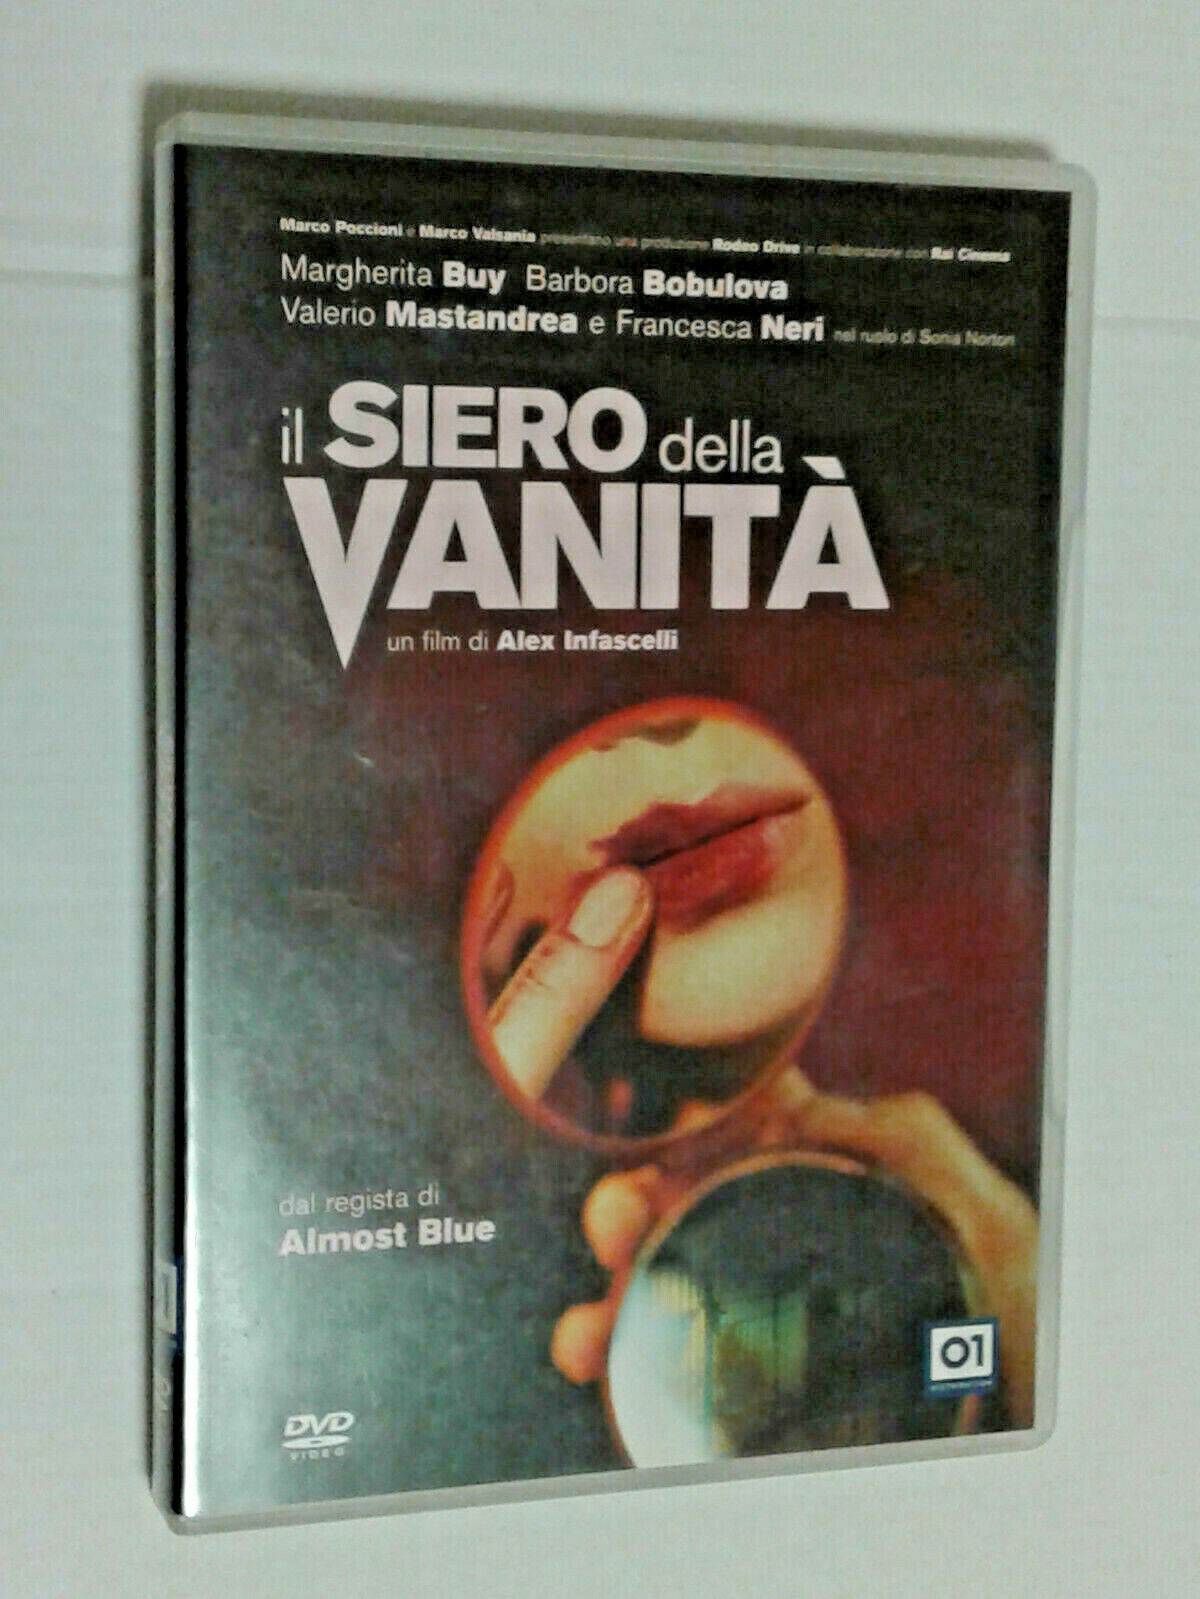 Marco Poccioni e Marco Valsania presentano una produzione Rodeo Drive in collaborazione con Rai Cinema
Margherita Buy Barbora Bobulova
Valerio Mastandrea e Francesca Neri nel ruolo di Sonia Norton
il SIERO della
VANITÀ
un film di Alex Infascelli
dal regista di
Almost Blue
01
DISTRIBUTION
DVD
VIDEO